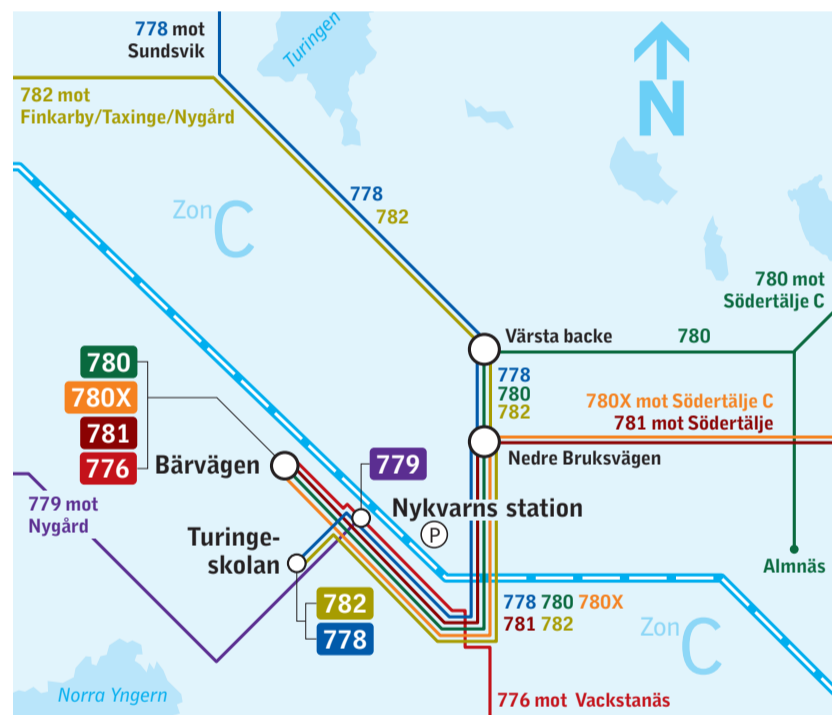 778 mot
Sundsvik
Turingen
N
782 mot
Finkarby/Taxinge/Nygård
778
782
Zon C
780 mot
Södertälje C
Värsta backe
780
778
780
782
780X mot Södertälje C
781 mot Södertälje
Nedre Bruksvägen
780
780X
781
776
Bärvägen
779
779 mot
Nygård
Nykvarns station
P
Turinge-
skolan
Almnäs
782
778
778 780 780X
781 782
Zon C
Norra Yngern
776 mot Vackstanäs